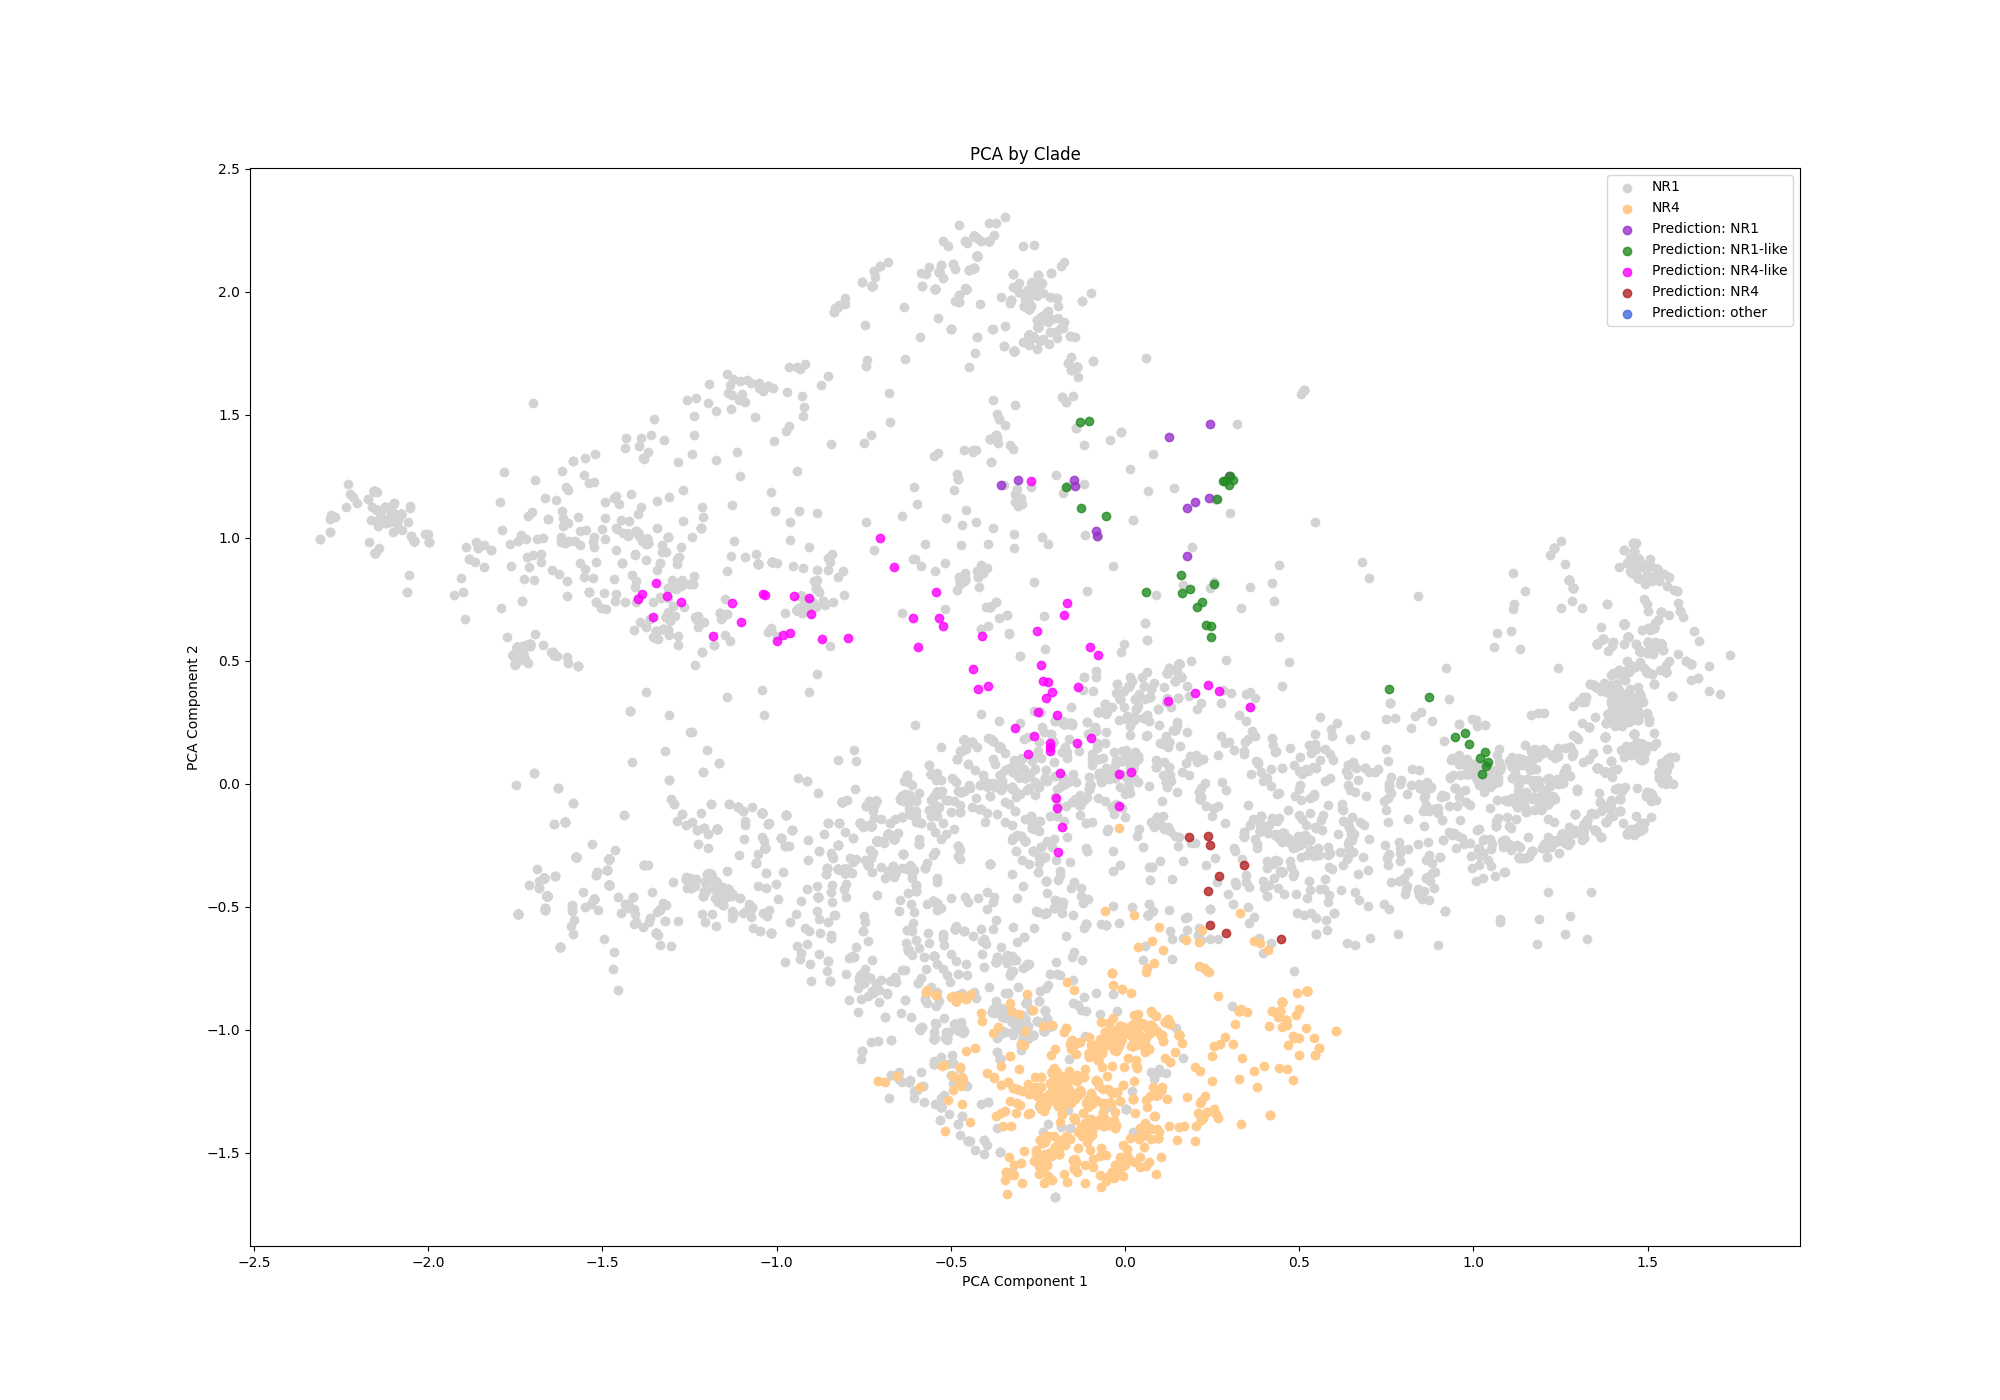 PCA by Clade
NR1
NR4
Prediction: NR1
Prediction: NR1-like
Prediction: NR4-like
Prediction: NR4
Prediction: other
PCA Component 2
2.5
2.0
1.5
1.0
0.5
0.0
−0.5
−1.0
−1.5
−2.5 −2.0 −1.5 −1.0 −0.5 0.0 0.5 1.0 1.5
PCA Component 1